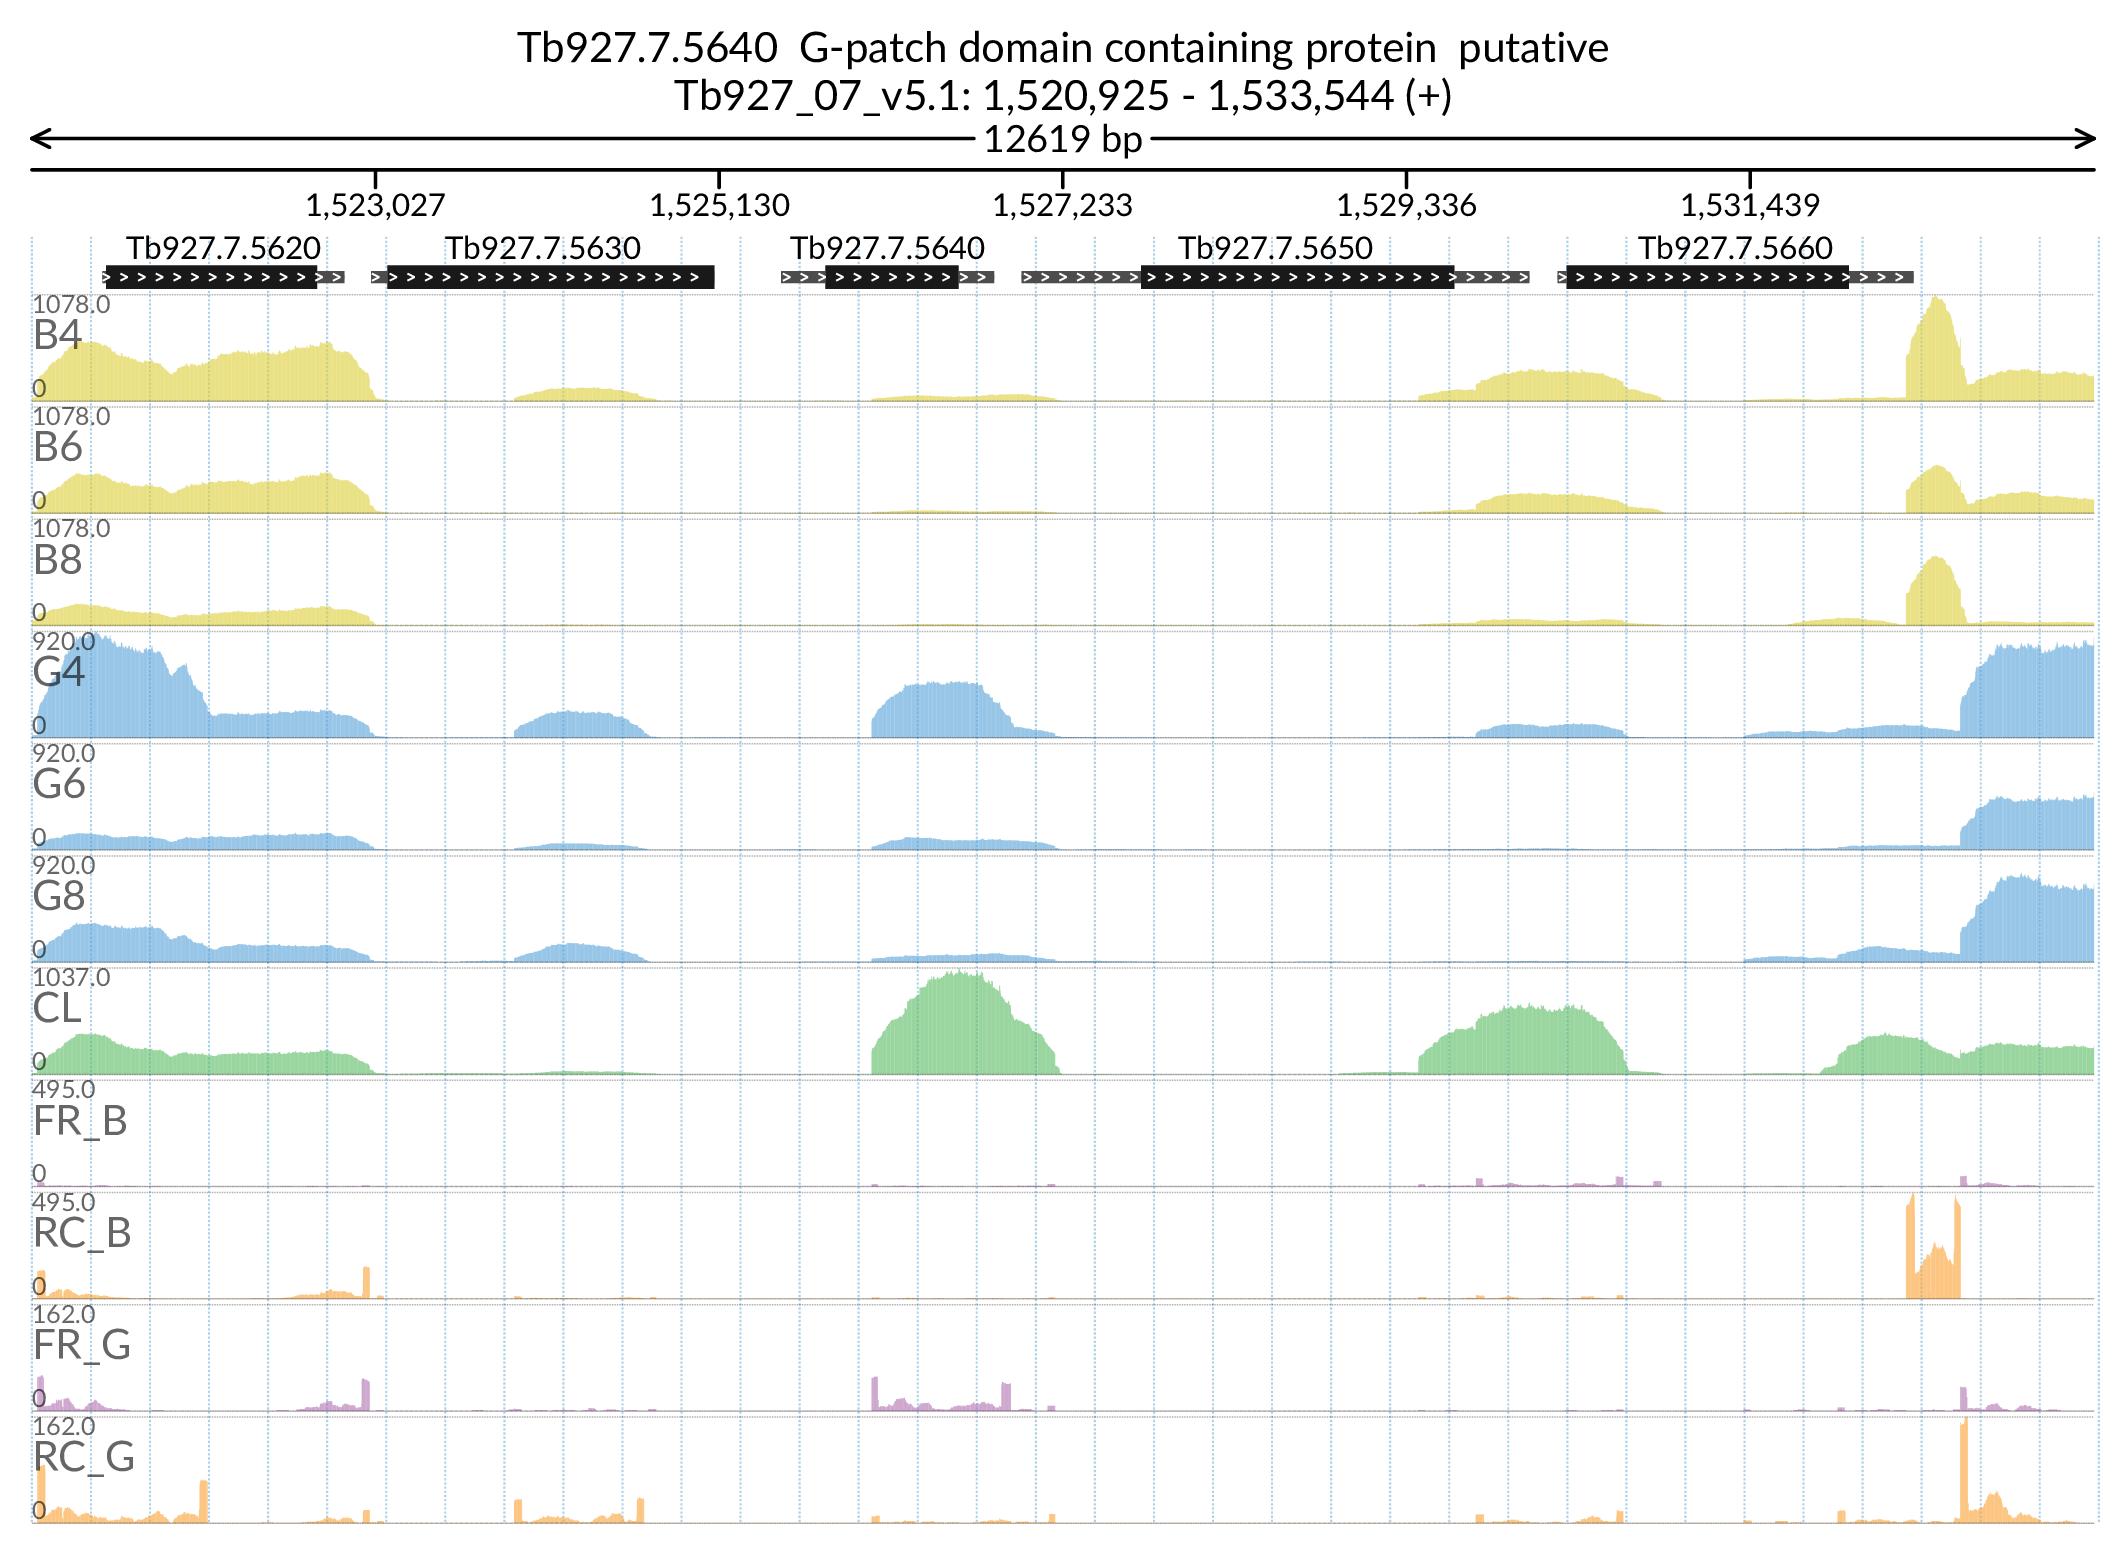 Tb927.7.5640  G-patch domain containing protein  putative
Tb927_07_v5.1: 1,520,925 - 1,533,544 (+)
12619 bp
1,523,027 1,525,130 1,527,233 1,529,336 1,531,439
Tb927.7.5620 Tb927.7.5630 Tb927.7.5640 Tb927.7.5650 Tb927.7.5660
1078.0
B4
0
1078.0
B6
0
1078.0
B8
0
920.0
G4
0
920.0
G6
0
920.0
G8
0
1037.0
CL
0
495.0
FR_B
0
495.0
RC_B
0
162.0
FR_G
0
162.0
RC_G
0